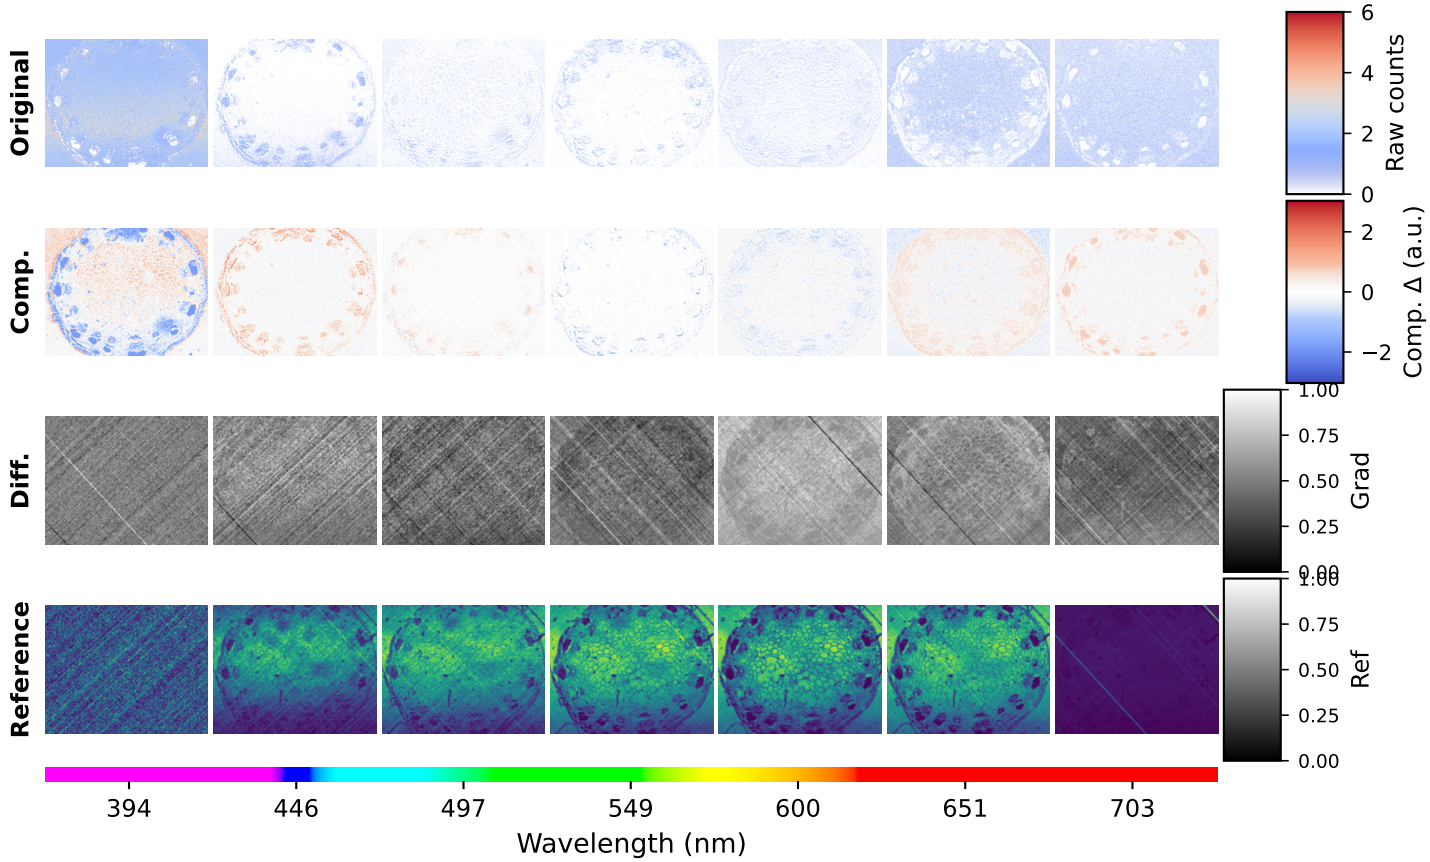 Original
6
4
2
0
Raw counts
Comp.
2
0
−2
Comp. Δ (a.u.)
Diff.
1.00
0.75
0.50
0.25
0.00
Grad
Reference
1.00
0.75
0.50
0.25
0.00
Ref
394 446 497 549 600 651 703
Wavelength (nm)